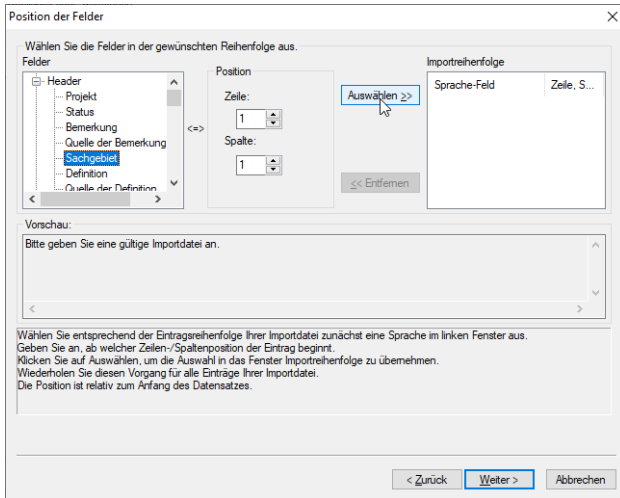 Position der Felder
Wählen Sie die Felder in der gewünschten Reihenfolge aus.
Felder
Header
Projekt
Status
Bemerkung
Quelle der Bemerkung
Sachgebiet
Definition
Quelle der Definition
<=>
Position
Zeile:
1
Spalte:
1
Auswählen >>
<< Entfernen
Importreihenfolge
Sprache-Feld Zeile, S...
Vorschau:
Bitte geben Sie eine gültige Importdatei an.
Wählen Sie entsprechend der Eintragsreihenfolge Ihrer Importdatei zunächst eine Sprache im linken Fenster aus.
Geben Sie an, ab welcher Zeilen-/Spaltenposition der Eintrag beginnt.
Klicken Sie auf Auswählen, um die Auswahl in das Fenster Importreihenfolge zu übernehmen.
Wiederholen Sie diesen Vorgang für alle Einträge Ihrer Importdatei.
Die Position ist relativ zum Anfang des Datensatzes.
< Zurück
Weiter >
Abbrechen